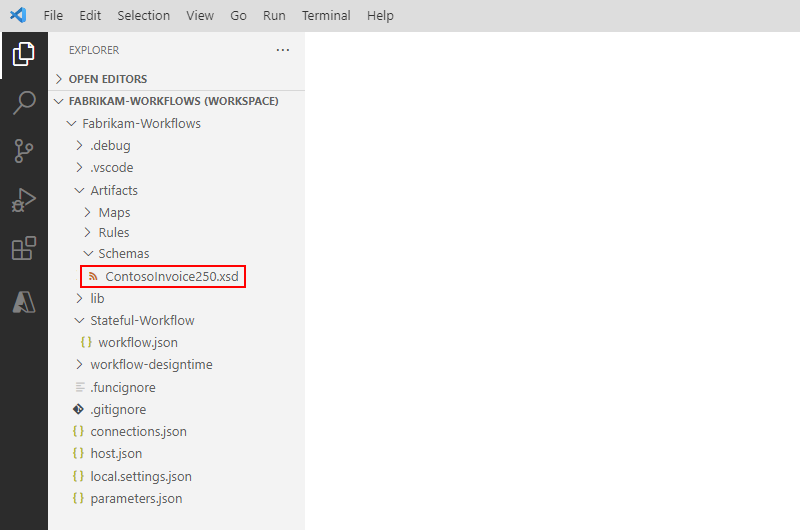 File Edit Selection Workflows View Go Run Terminal Help
EXPLORER ...
OPEN EDITORS
FABRIKAM-WORKFLOWS (WORKSPACE)
Fabrikam-Workflows
.debug
.vscode
Artifacts
Maps
Rules
Schemas
ContosoInvoice250.xsd
lib
Stateful-Workflow
{} workflow.json
workflow-designtime
.funcignore
.gitignore
{} connections.json
{} host.json
{} local.settings.json
{} parameters.json